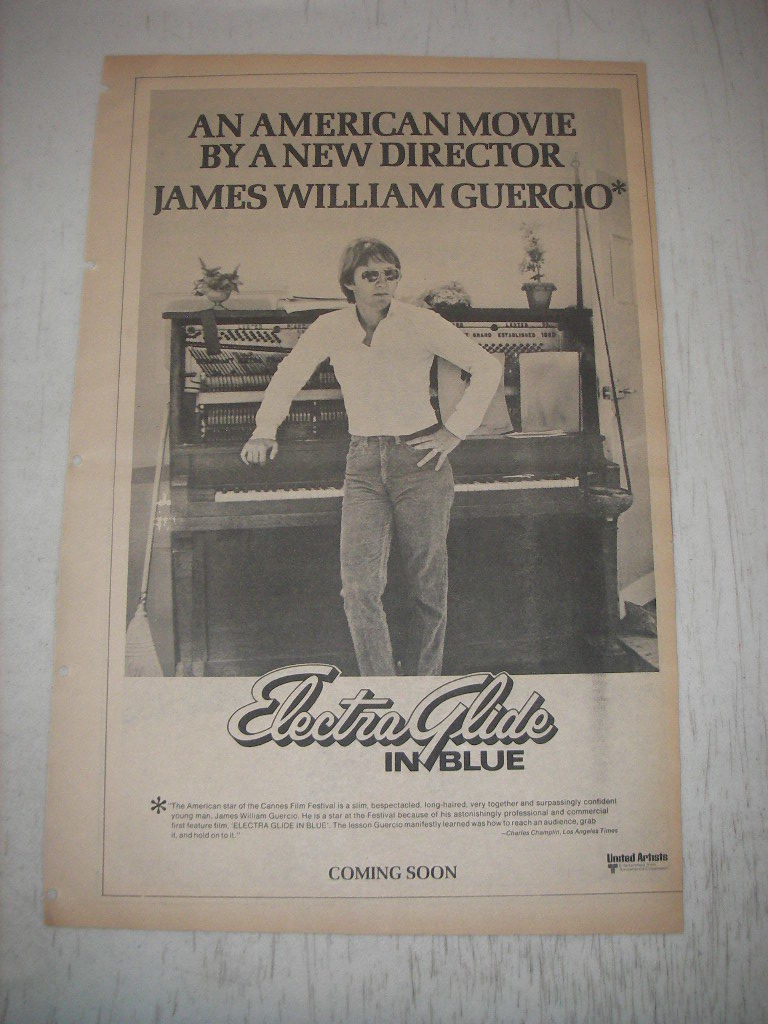 AN AMERICAN MOVIE
BY A NEW DIRECTOR
JAMES WILLIAM GUERCIO*
GRAND ESTABLISHED
Electra Glide
IN BLUE
* "The American star of the Cannes Film Festival is a slim, bespectacled, long-haired, very together and surpassingly confident
young man, James William Guercio. He is a star at the Festival because of his astonishingly professional and commercial
first feature film, 'ELECTRA GLIDE IN BLUE'. The lesson Guercio manifestly learned was how to reach an audience, grab
it, and hold on to it."
–Charles Champlin, Los Angeles Times
United Artists
COMING SOON